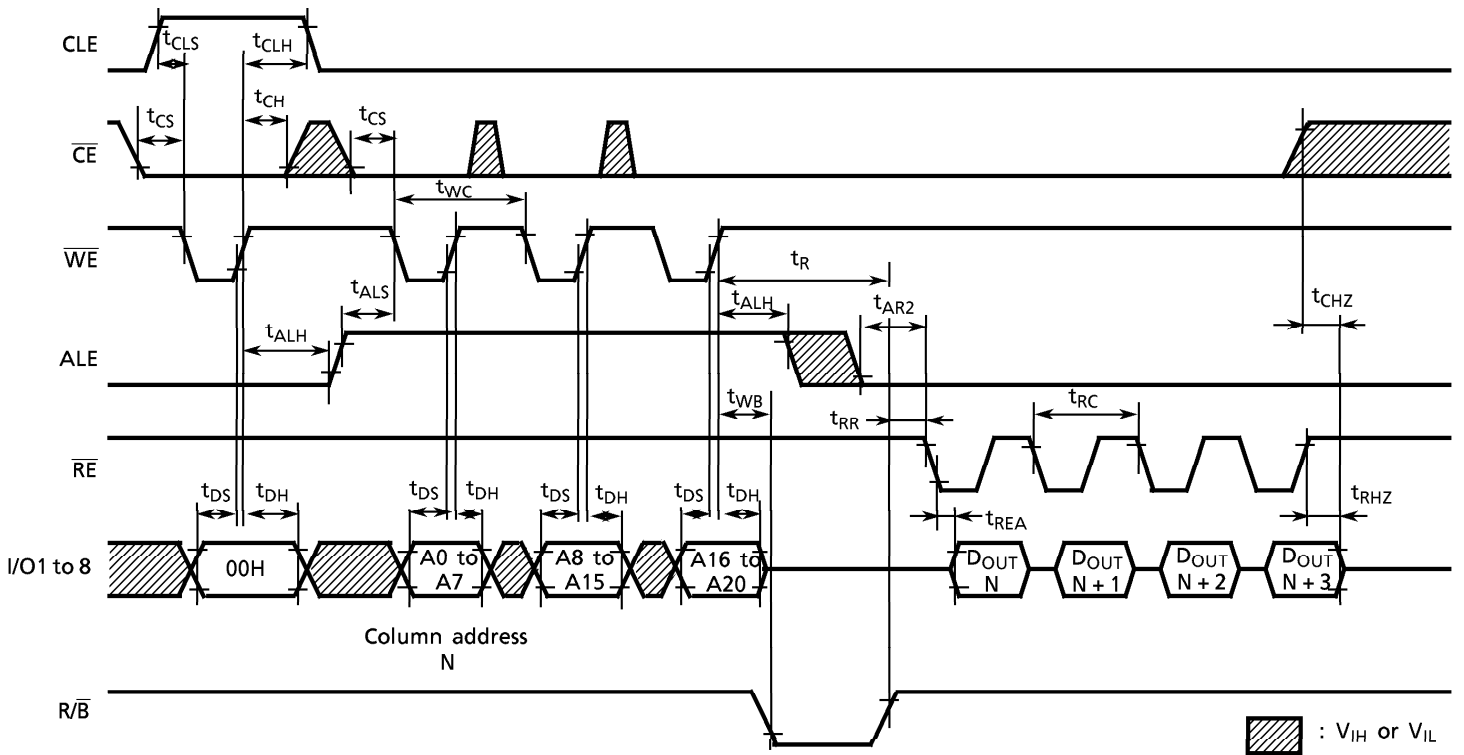 CLE
tCLS
tCLH
CE
tCS
tCH
tCS
WE
tWC
tR
ALE
tALH
tALS
tALH
tAR2
tCHZ
RE
tWB
tRR
tRC
tDS
tDH
tDS
tDH
tDS
tDH
tDS
tDH
tREA
tRHZ
I/O1 to 8
00H
A0 to
A7
A8 to
A15
A16 to
A20
DOUT
N
DOUT
N + 1
DOUT
N + 2
DOUT
N + 3
Column address
N
R/B
: VIH or VIL